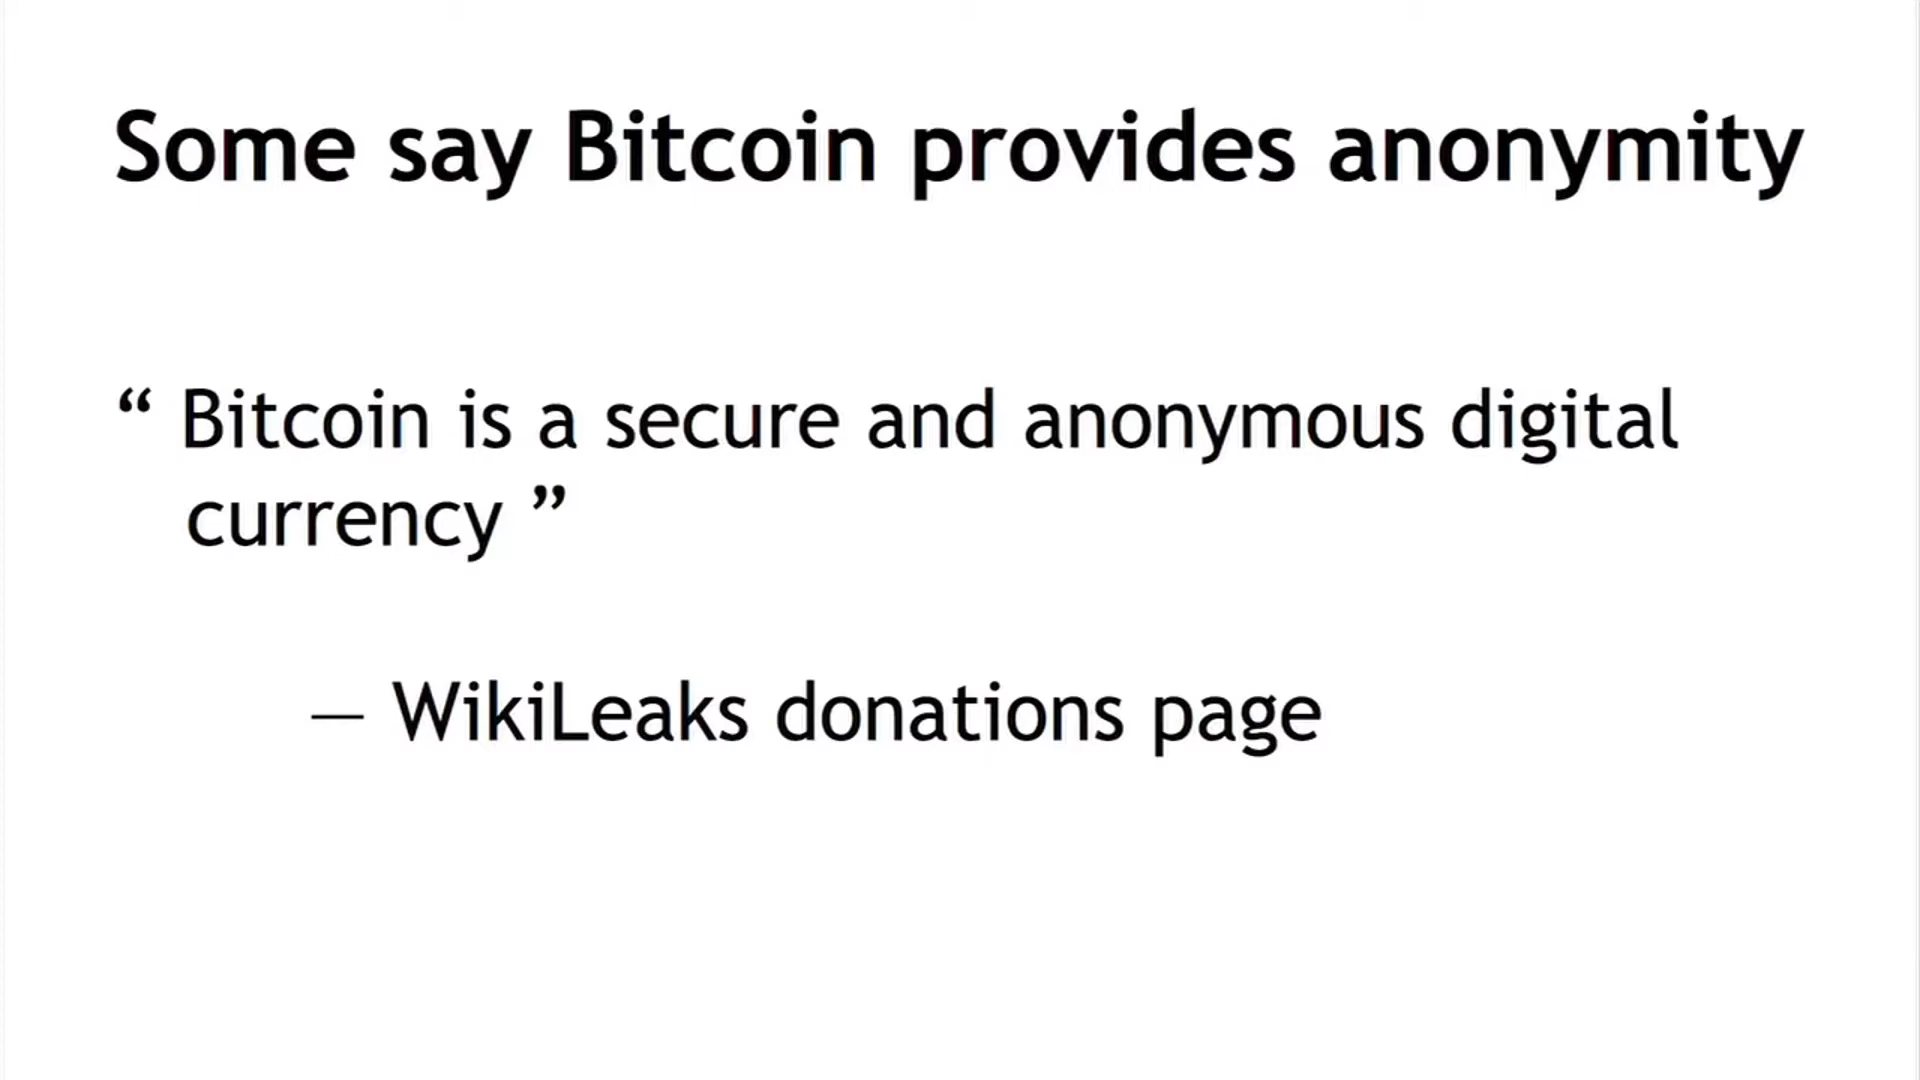 Some say Bitcoin provides anonymity
“ Bitcoin is a secure and anonymous digital
currency ”
— WikiLeaks donations page